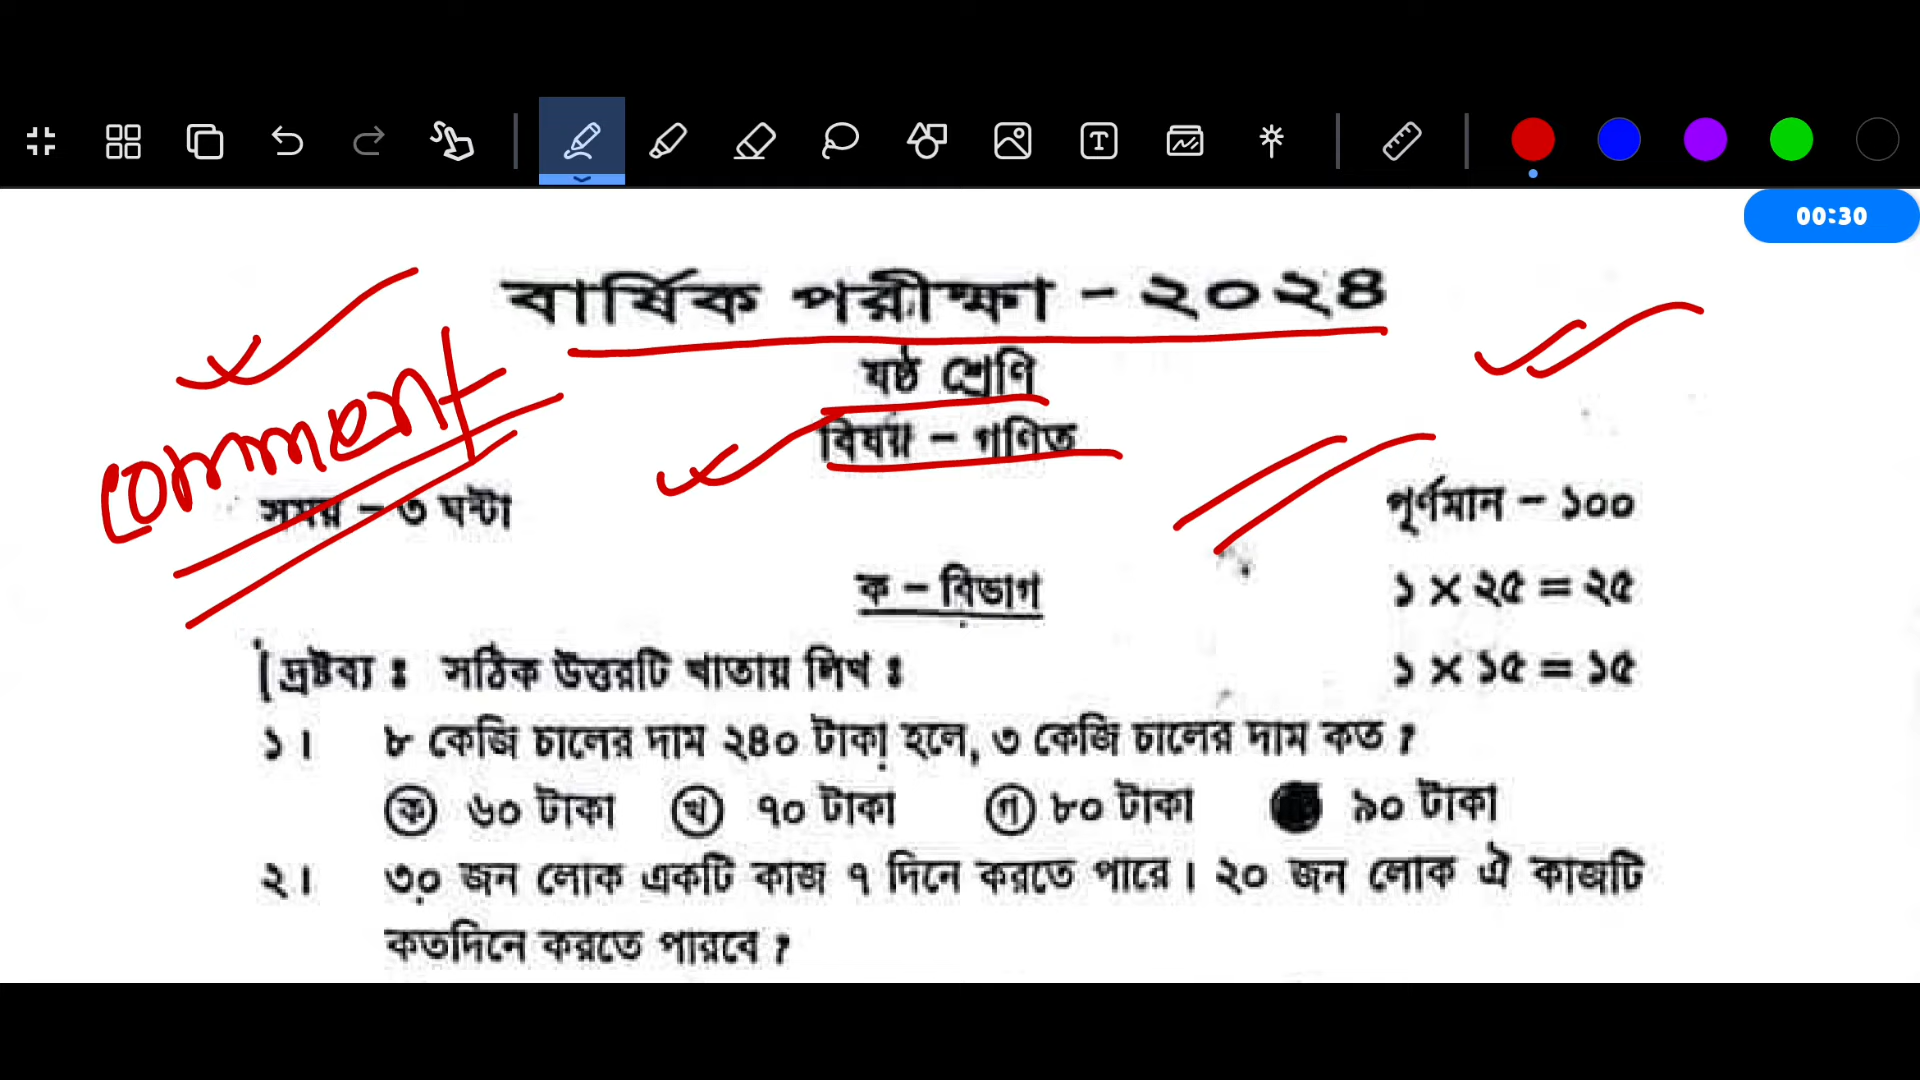 00:30
বার্ষিক পরীক্ষা - ২০২৪
ষষ্ঠ শ্রেণি
comment
বিষয় - গণিত
সময় - ৩ ঘন্টা
পূর্ণমান - ১০০
ক - বিভাগ
১ × ২৫ = ২৫
[দ্রষ্টব্য ঃ সঠিক উত্তরটি খাতায় লিখ ঃ
১ × ১৫ = ১৫
১। ৮ কেজি চালের দাম ২৪০ টাকা হলে, ৩ কেজি চালের দাম কত ?
ক ৬০ টাকা খ ৭০ টাকা গ ৮০ টাকা ৯০ টাকা
২। ৩০ জন লোক একটি কাজ ৭ দিনে করতে পারে। ২০ জন লোক ঐ কাজটি
কতদিনে করতে পারবে ?